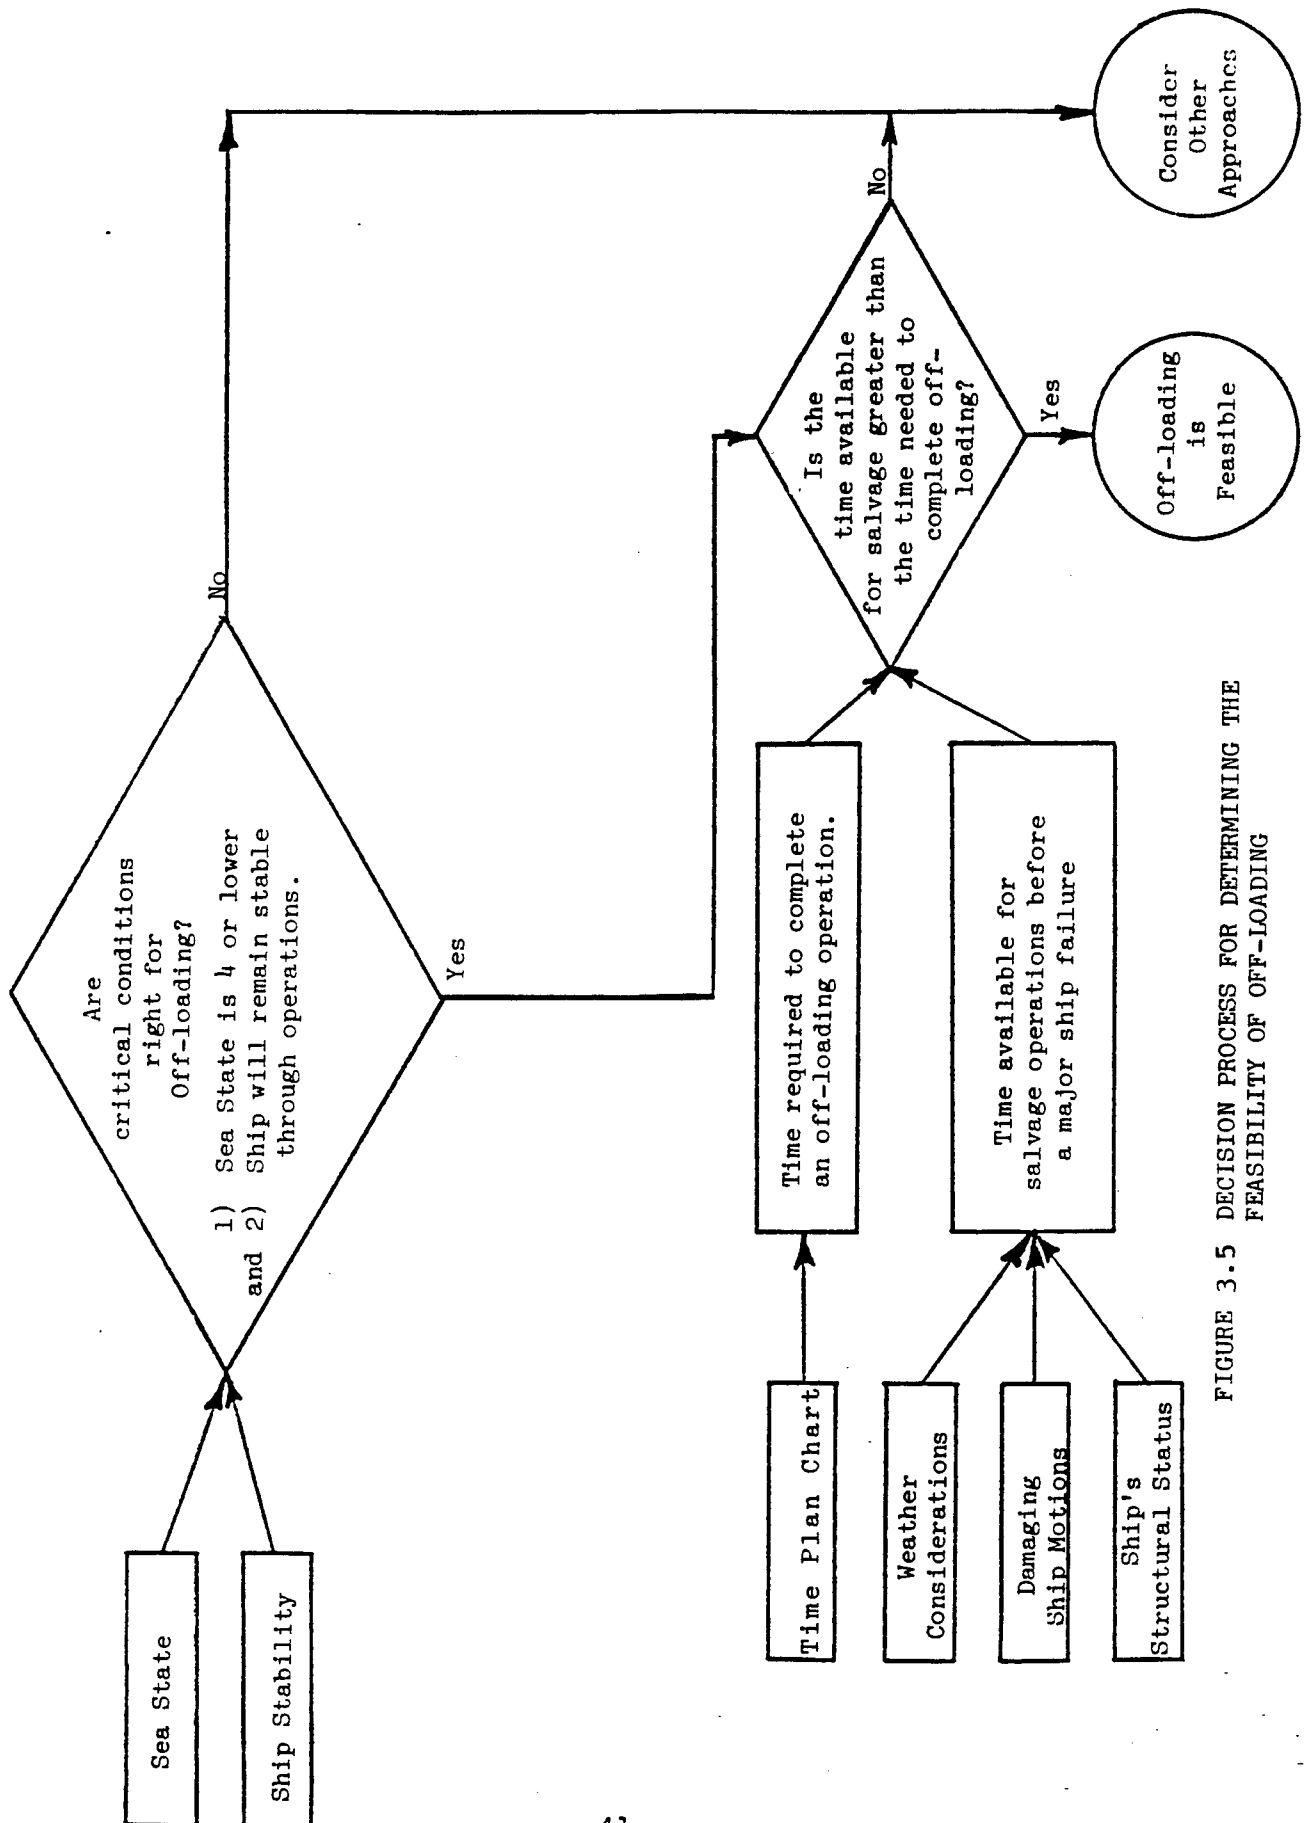 Sea State
Ship Stability
Are
critical conditions
right for
Off-loading?
1) Sea State is 4 or lower
and 2) Ship will remain stable
through operations.
No
Yes
Time Plan Chart
Weather
Considerations
Damaging
Ship Motions
Ship's
Structural Status
Time required to complete
an off-loading operation.
Time available for
salvage operations before
a major ship failure
Is the
time available
for salvage greater than
the time needed to
complete off-
loading?
No
Yes
Off-loading
is
Feasible
Consider
Other
Approaches
FIGURE 3.5 DECISION PROCESS FOR DETERMINING THE
FEASIBILITY OF OFF-LOADING